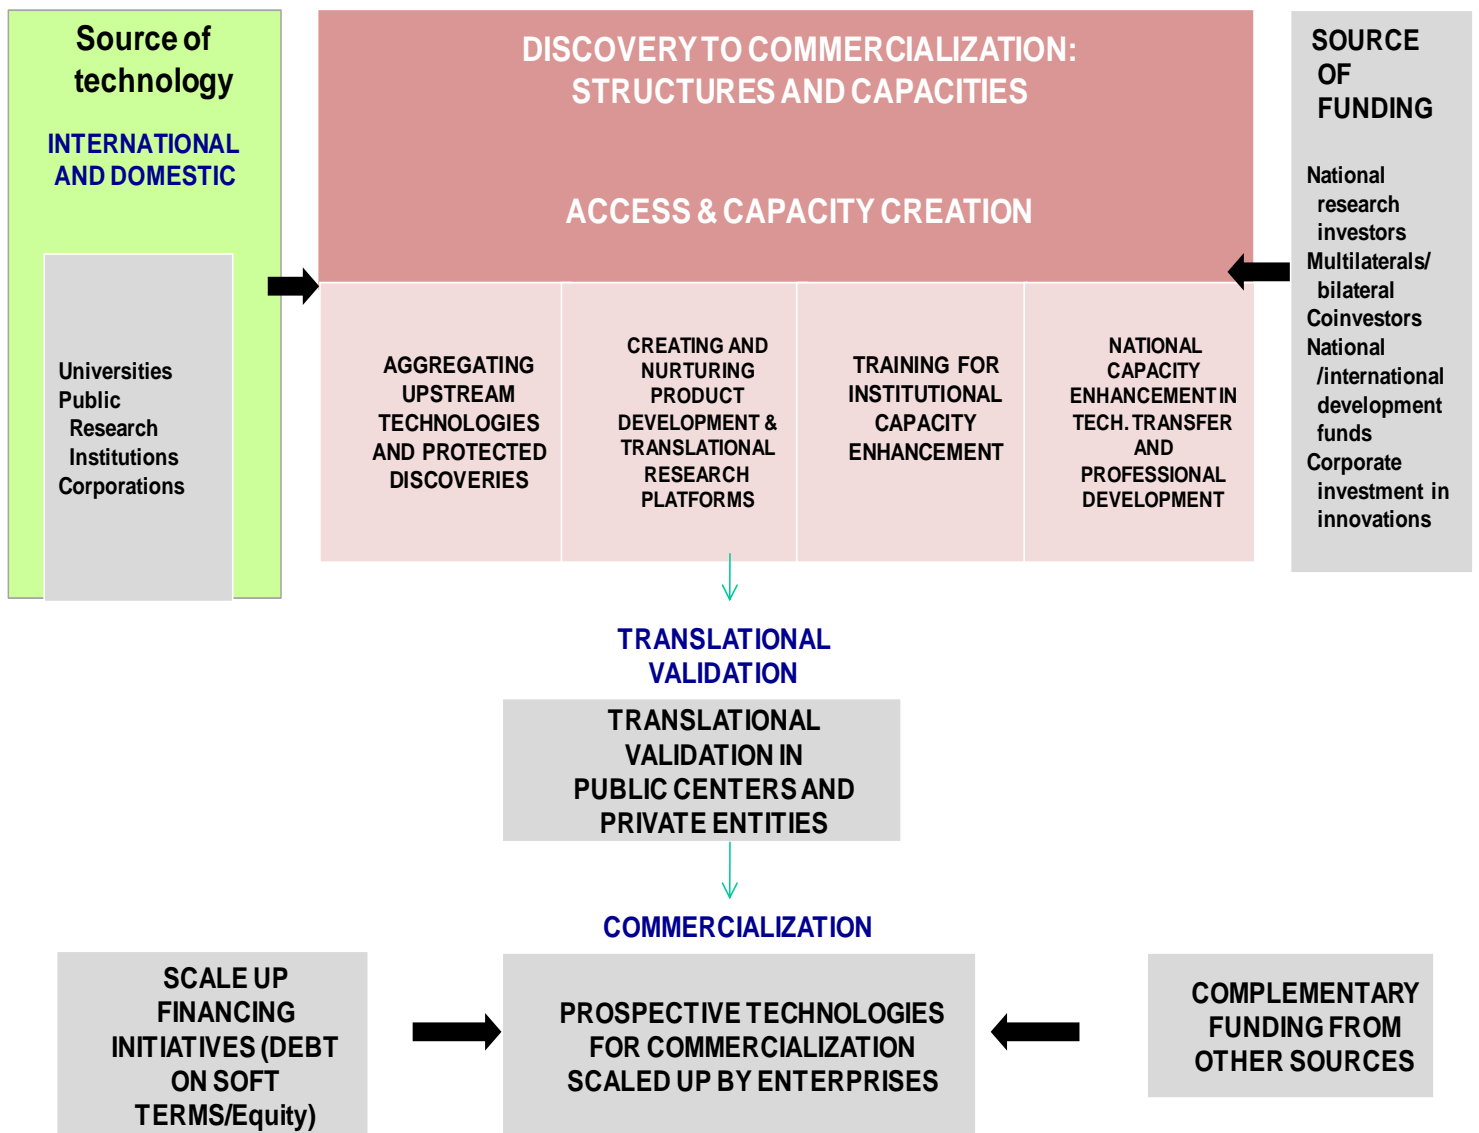 Source of
technology
INTERNATIONAL
AND DOMESTIC
Universities
Public
Research
Institutions
Corporations
DISCOVERY TO COMMERCIALIZATION:
STRUCTURES AND CAPACITIES
ACCESS & CAPACITY CREATION
AGGREGATING
UPSTREAM
TECHNOLOGIES
AND PROTECTED
DISCOVERIES
CREATING AND
NURTURING
PRODUCT
DEVELOPMENT &
TRANSLATIONAL
RESEARCH
PLATFORMS
TRAINING FOR
INSTITUTIONAL
CAPACITY
ENHANCEMENT
NATIONAL
CAPACITY
ENHANCEMENT IN
TECH. TRANSFER
AND
PROFESSIONAL
DEVELOPMENT
SOURCE
OF
FUNDING
National
research
investors
Multilaterals/
bilateral
Coinvestors
National
/international
development
funds
Corporate
investment in
innovations
TRANSLATIONAL
VALIDATION
TRANSLATIONAL
VALIDATION IN
PUBLIC CENTERS AND
PRIVATE ENTITIES
COMMERCIALIZATION
SCALE UP
FINANCING
INITIATIVES (DEBT
ON SOFT
TERMS/Equity)
PROSPECTIVE TECHNOLOGIES
FOR COMMERCIALIZATION
SCALED UP BY ENTERPRISES
COMPLEMENTARY
FUNDING FROM
OTHER SOURCES